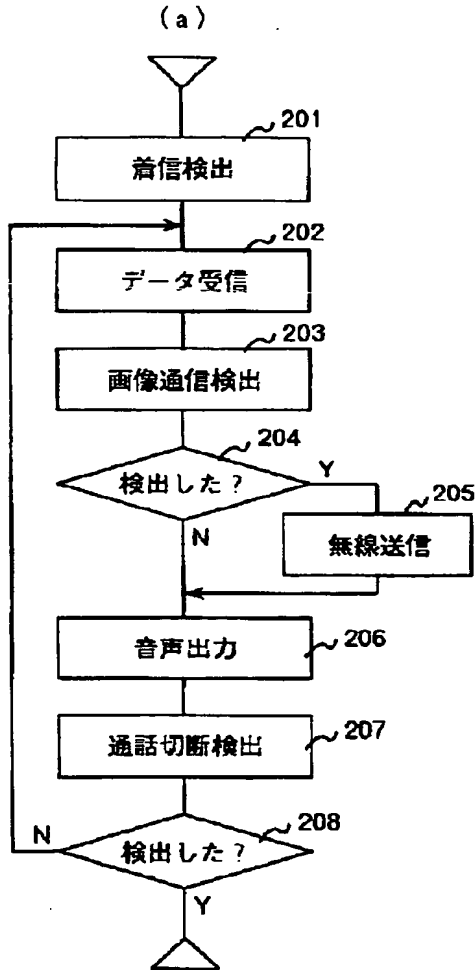 (a)
201
着信検出
202
データ受信
203
画像通信検出
204
検出した?
Y
205
N
無線送信
音声出力
206
通話切断検出
207
N
検出した?
208
Y